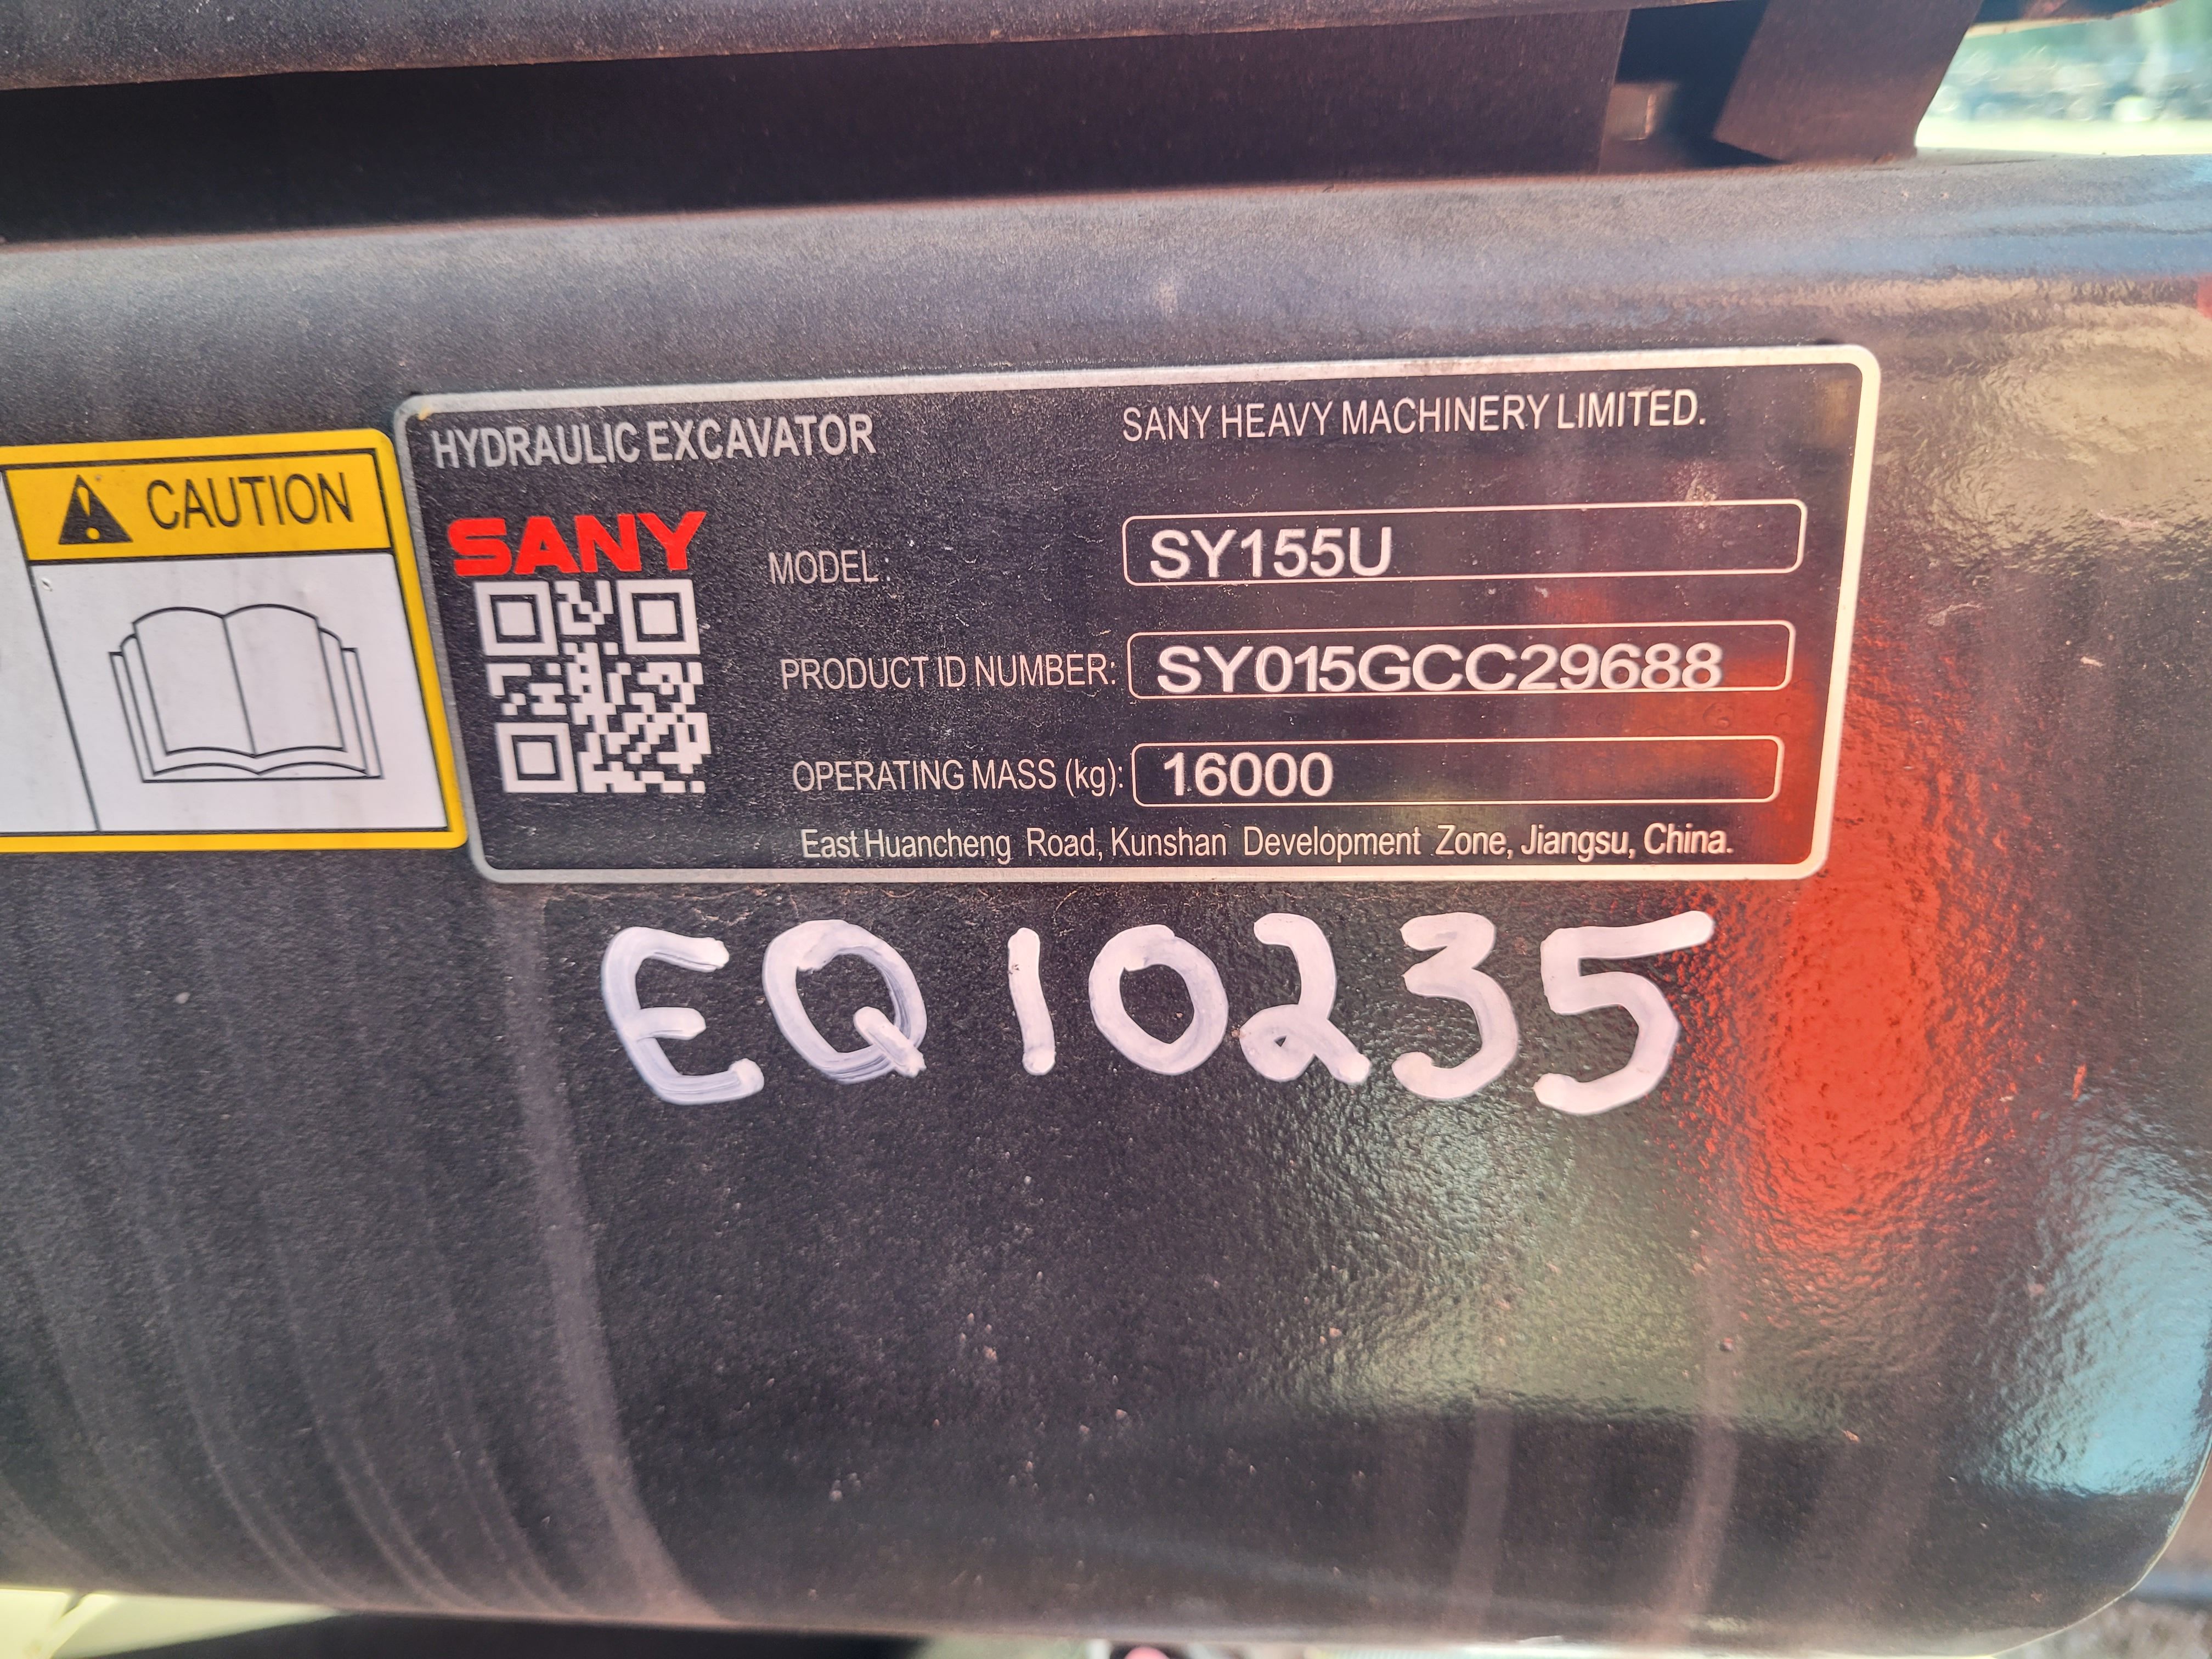 CAUTION
HYDRAULIC EXCAVATOR
SANY HEAVY MACHINERY LIMITED.
SANY
MODEL: SY155U
PRODUCT ID NUMBER: SY015GCC29688
OPERATING MASS (kg): 16000
East Huancheng Road, Kunshan Development Zone, Jiangsu, China.
EQ10235